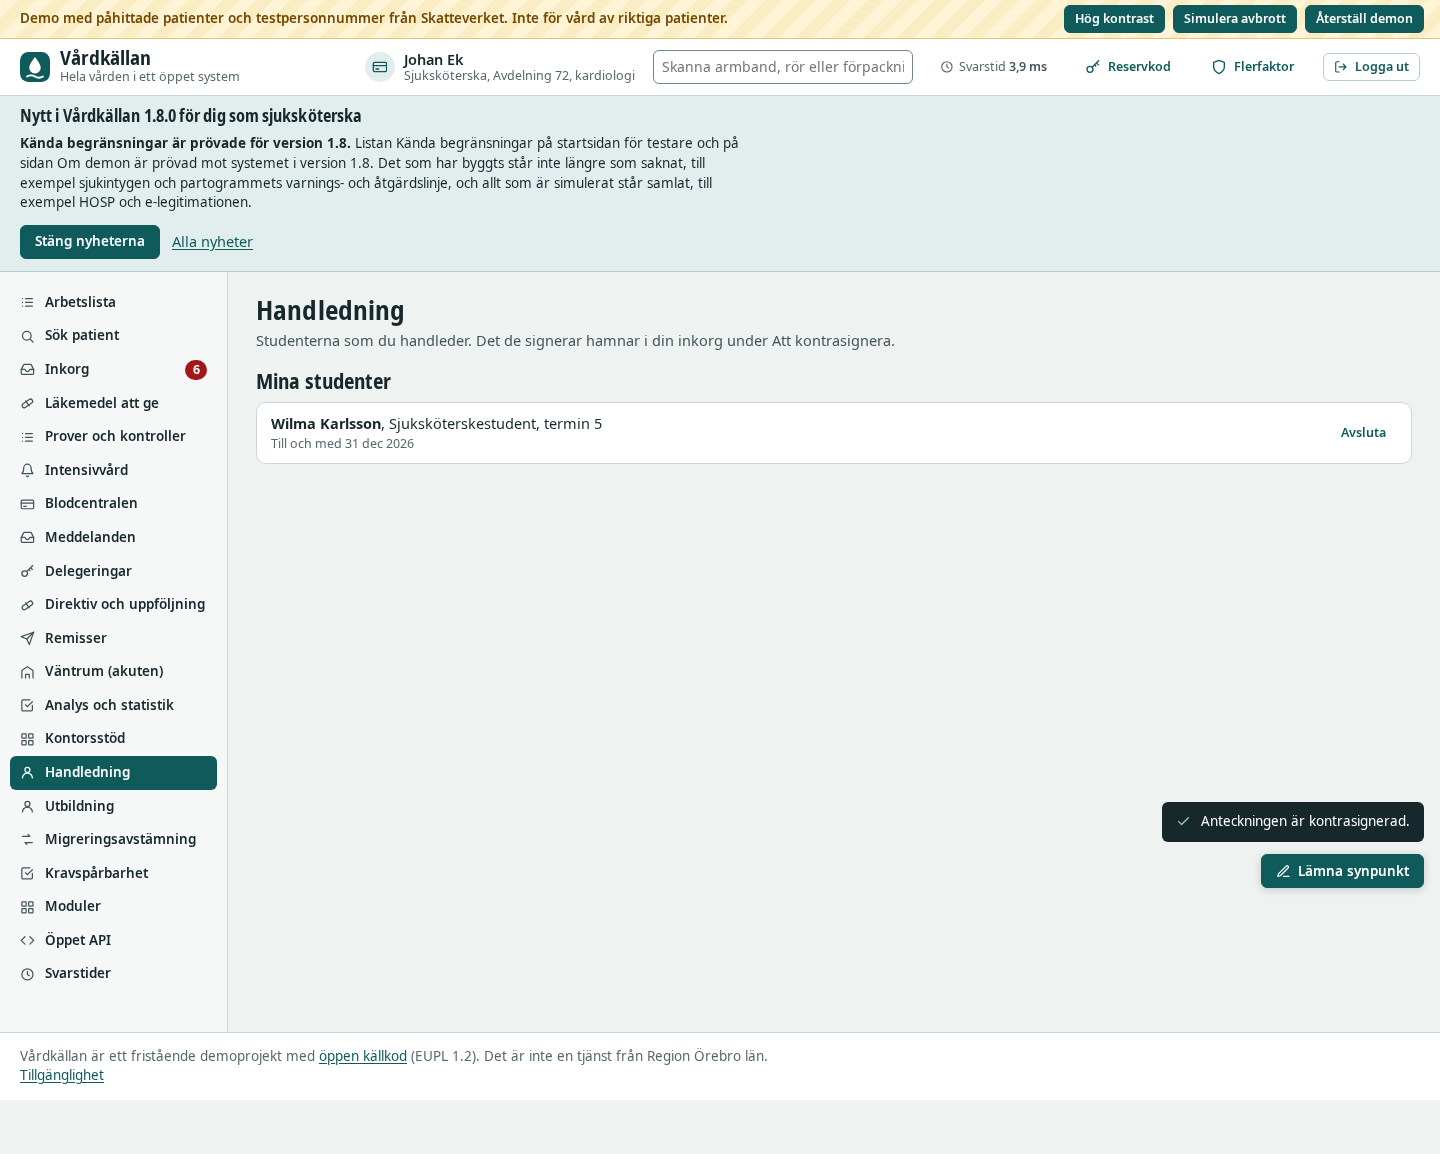 Demo med påhittade patienter och testpersonnummer från Skatteverket. Inte för vård av riktiga patienter.
Hög kontrast
Simulera avbrott
Återställ demon
Vårdkällan
Hela vården i ett öppet system
Johan Ek
Sjuksköterska, Avdelning 72, kardiologi
Skanna armband, rör eller förpackni
Svarstid 3,9 ms
Reservkod
Flerfaktor
Logga ut
Nytt i Vårdkällan 1.8.0 för dig som sjuksköterska
Kända begränsningar är prövade för version 1.8. Listan Kända begränsningar på startsidan för testare och på
sidan Om demon är prövad mot systemet i version 1.8. Det som har byggts står inte längre som saknat, till
exempel sjukintygen och partogrammets varnings- och åtgärdslinje, och allt som är simulerat står samlat, till
exempel HOSP och e-legitimationen.
Stäng nyheterna
Alla nyheter
Arbetslista
Sök patient
Inkorg
6
Läkemedel att ge
Prover och kontroller
Intensivvård
Blodcentralen
Meddelanden
Delegeringar
Direktiv och uppföljning
Remisser
Väntrum (akuten)
Analys och statistik
Kontorsstöd
Handledning
Utbildning
Migreringsavstämning
Kravspårbarhet
Moduler
Öppet API
Svarstider
Handledning
Studenterna som du handleder. Det de signerar hamnar i din inkorg under Att kontrasignera.
Mina studenter
Wilma Karlsson, Sjuksköterskestudent, termin 5
Till och med 31 dec 2026
Avsluta
Anteckningen är kontrasignerad.
Lämna synpunkt
Vårdkällan är ett fristående demoprojekt med öppen källkod (EUPL 1.2). Det är inte en tjänst från Region Örebro län.
Tillgänglighet